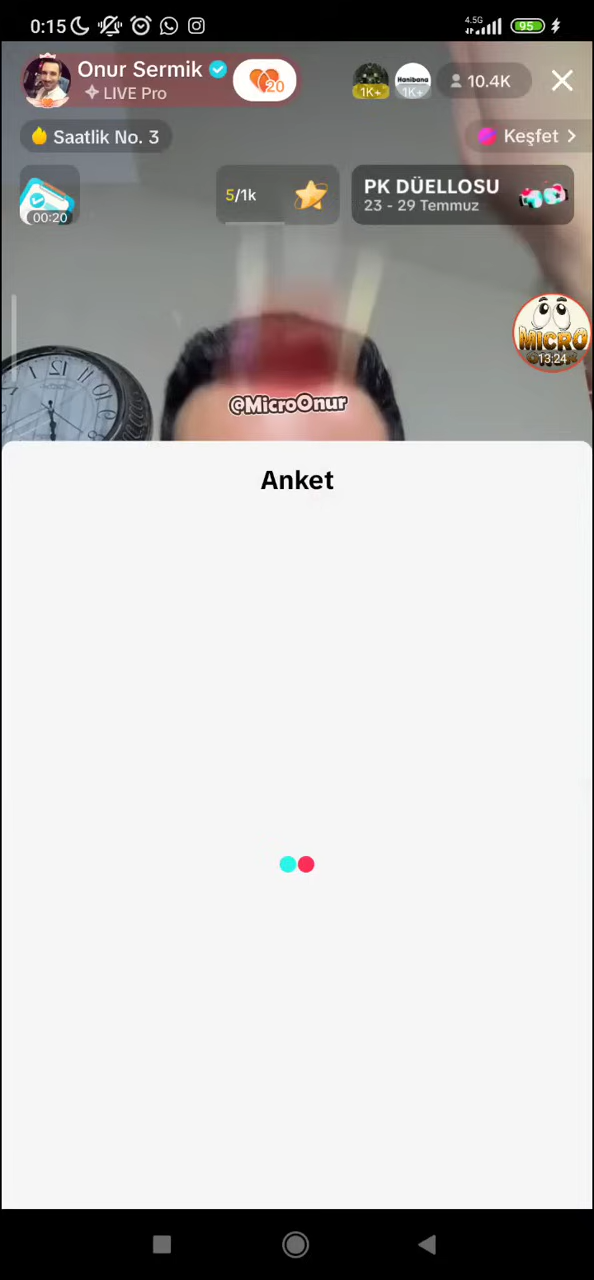 0:15
4.5G
95
Onur Sermik
LIVE Pro
20
1K+
Hanibana
1K+
10.4K
Saatlik No. 3
Keşfet
00:20
5/1k
PK DÜELLOSU
23 - 29 Temmuz
MICRO
13:24
@MicroOnur
Anket